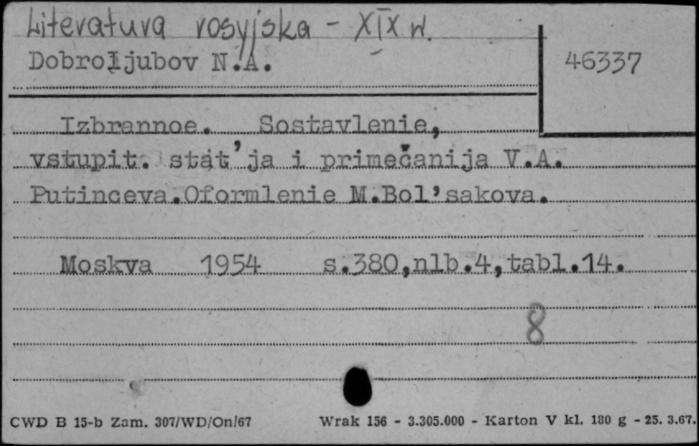 Literatura rosyjska - XIX w.
Dobroljubov N.A.
46337
Izbrannoe. Sostavlenie,
vstupit. stat'ja i primečanija V.A.
Putinceva.Oformlenie M.Bol'sakova.
Moskva 1954 s.380,nlb.4,tabl.14.
8
CWD B 15-b Zam. 307/WD/On/67 Wrak 156 - 3.305.000 - Karton V kl. 180 g - 25.3.67.